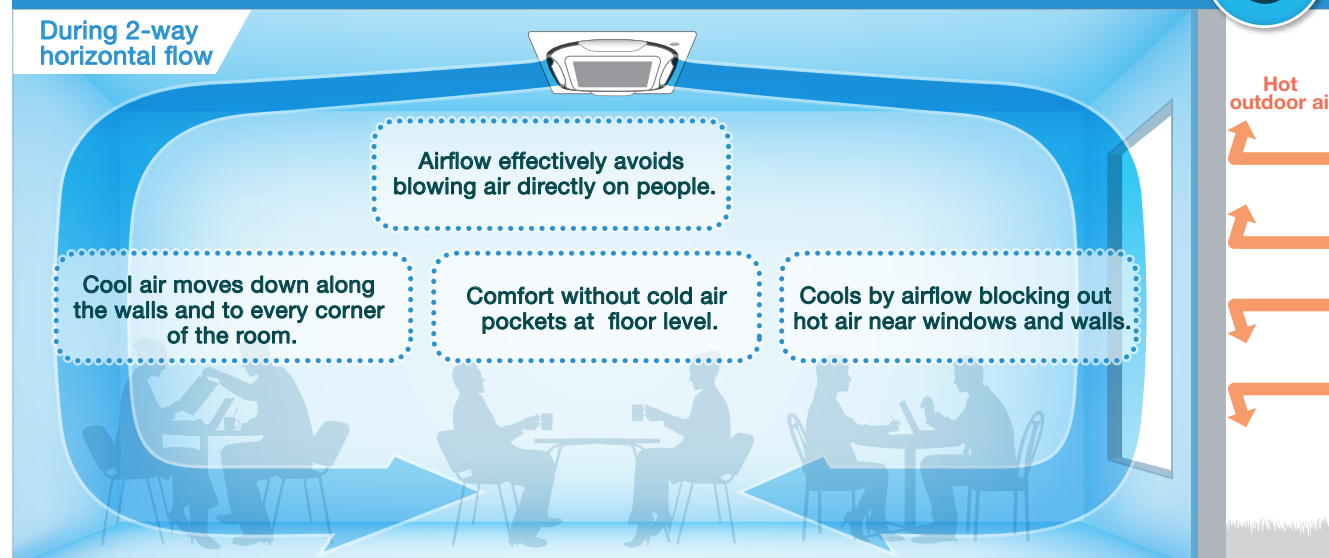 During 2-way
horizontal flow
Hot
outdoor ai
Airflow effectively avoids
blowing air directly on people.
Cool air moves down along
the walls and to every corner
of the room.
Comfort without cold air
pockets at floor level.
Cools by airflow blocking out
hot air near windows and walls.